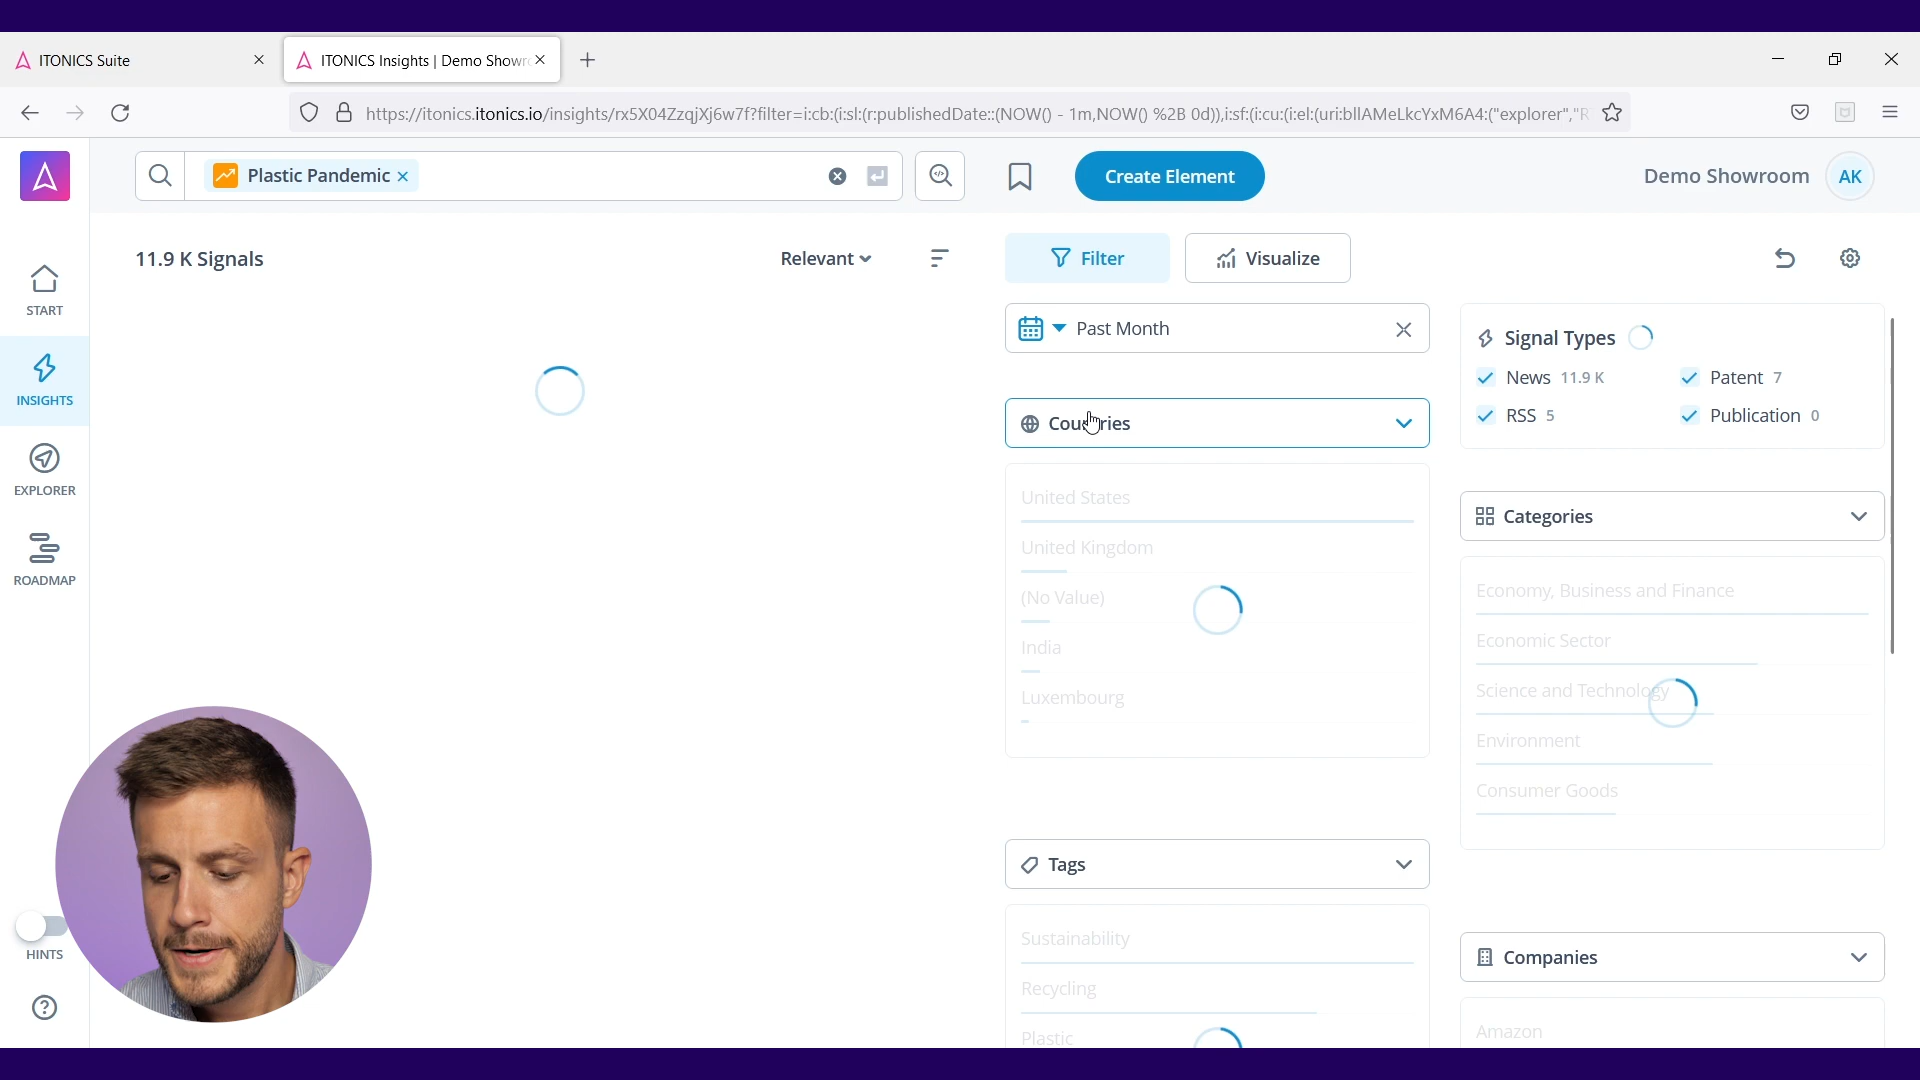 ITONICS Suite
ITONICS Insights | Demo Showr
https://itonics.itonics.io/insights/rx5X04ZzqjXj6w7f?filter=i:cb:(i:sl:(r:publishedDate::(NOW() - 1m,NOW() %2B 0d)),i:sf:(i:cu:(i:el:(uri:bllAMeLkcYxM6A4:("explorer","R
Plastic Pandemic
Create Element
Demo Showroom
AK
START
INSIGHTS
EXPLORER
ROADMAP
HINTS
11.9 K Signals
Relevant
Filter
Visualize
Past Month
Countries
United States
United Kingdom
(No Value)
India
Luxembourg
Tags
Sustainability
Recycling
Plastic
Signal Types
News 11.9 K
Patent 7
RSS 5
Publication 0
Categories
Economy, Business and Finance
Economic Sector
Science and Technology
Environment
Consumer Goods
Companies
Amazon